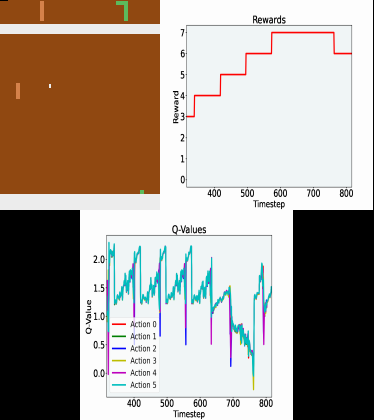 1 7
Rewards
7
6
5
4
3
2
1
0
Reward
400 500 600 700 800
Timestep
Q-Values
2.0
1.5
1.0
0.5
0.0
Q-Value
Action 0
Action 1
Action 2
Action 3
Action 4
Action 5
400 500 600 700 800
Timestep